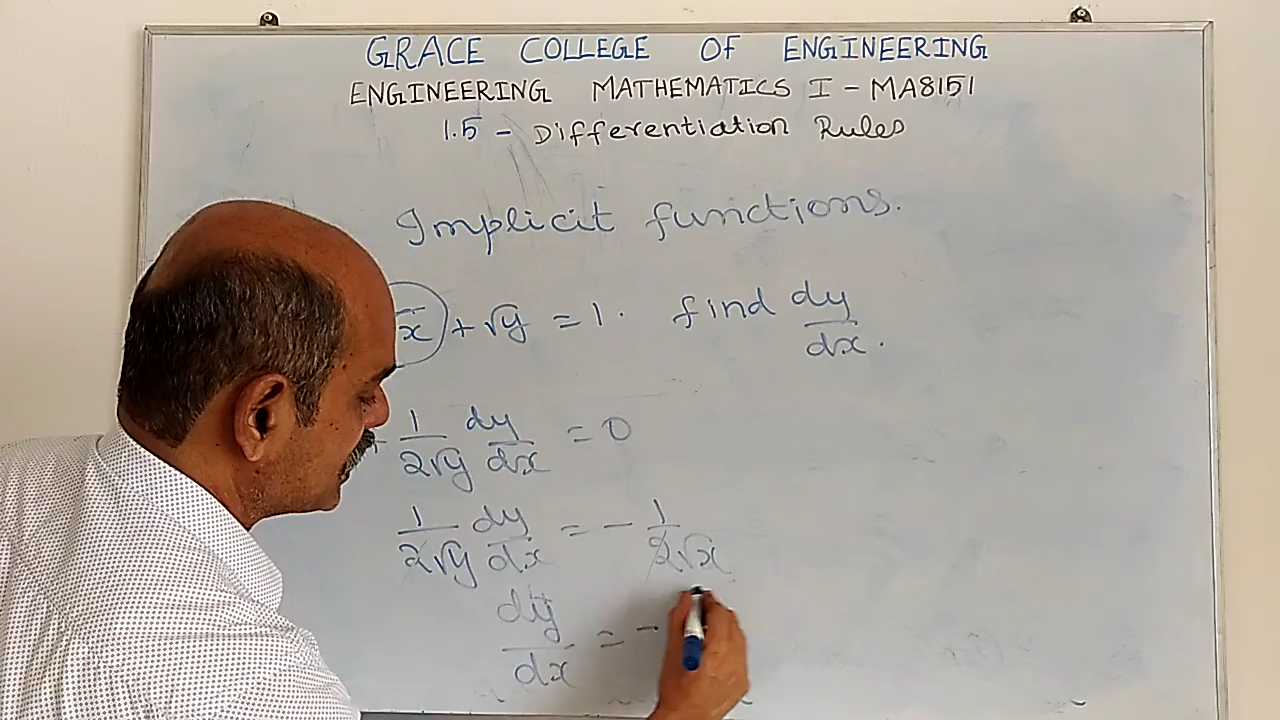 GRACE COLLEGE OF ENGINEERING
ENGINEERING MATHEMATICS I - MA8151
1.5 - Differentiation Rules
Implicit functions.
x + √y = 1. find dy/dx.
1/2√y dy/dx = 0
1/2√y dy/dx = - 1/2√x
dy/dx = -